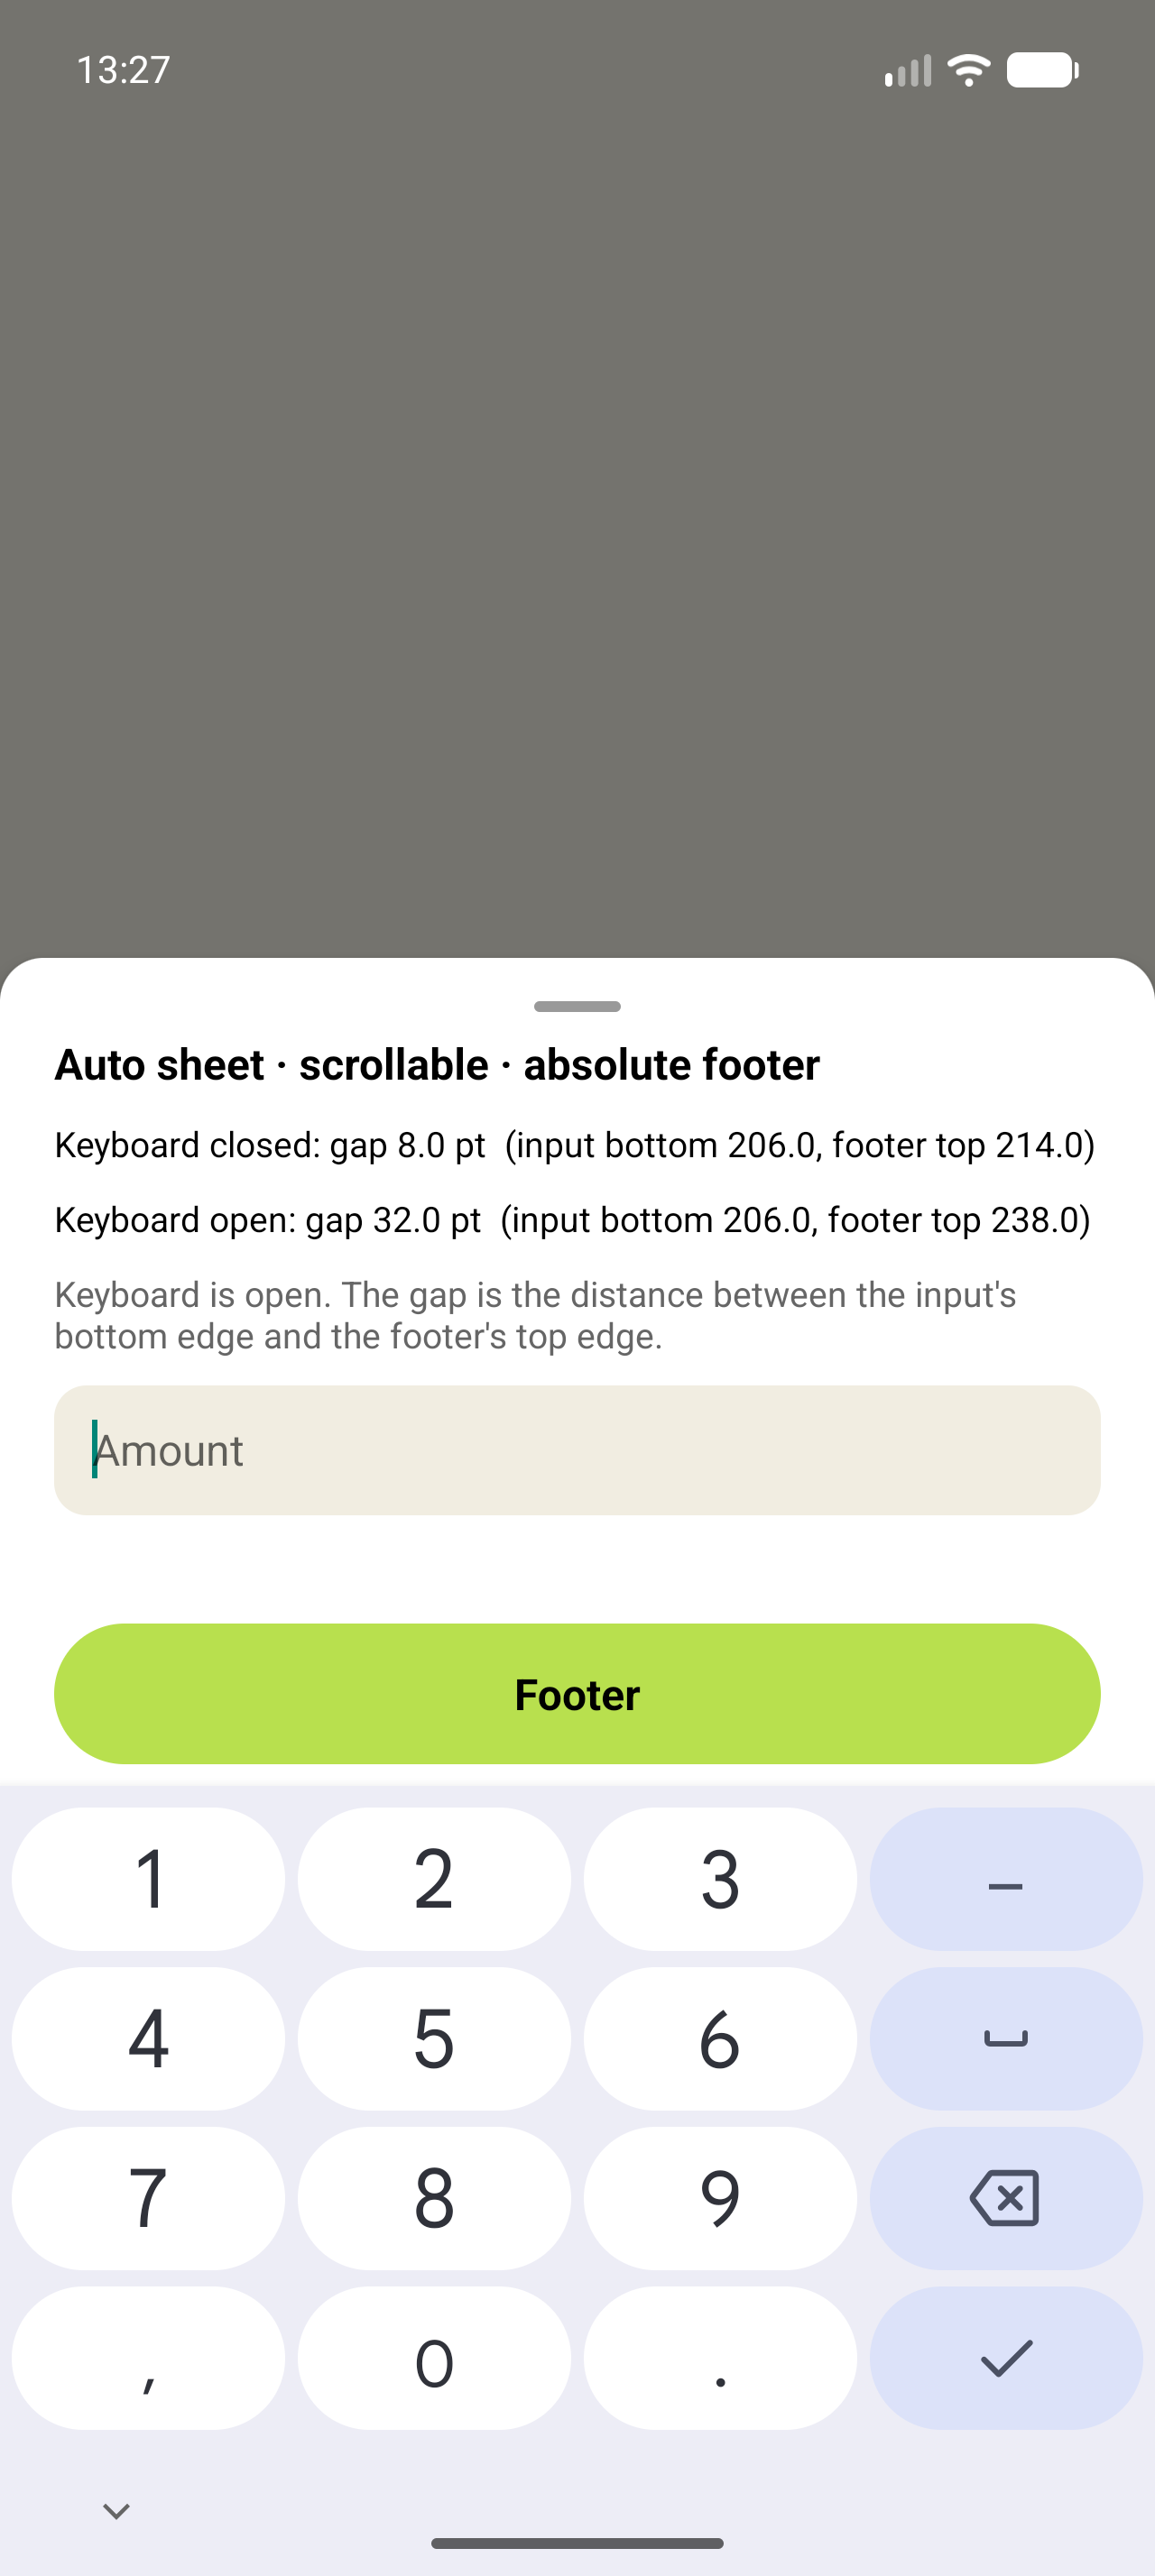 13:27
Auto sheet · scrollable · absolute footer
Keyboard closed: gap 8.0 pt (input bottom 206.0, footer top 214.0)
Keyboard open: gap 32.0 pt (input bottom 206.0, footer top 238.0)
Keyboard is open. The gap is the distance between the input's
bottom edge and the footer's top edge.
Amount
Footer
1 2 3 –
4 5 6
7 8 9
, 0 .